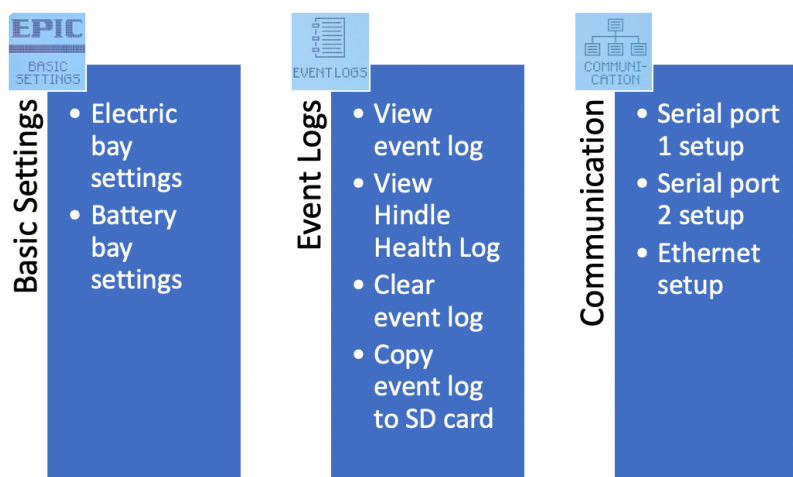 EPIC
BASIC
SETTINGS
Basic Settings
• Electric
bay
settings
• Battery
bay
settings
EVENT LOGS
Event Logs
• View
event log
• View
Hindle
Health Log
• Clear
event log
• Copy
event log
to SD card
COMMUNI-
CATION
Communication
• Serial port
1 setup
• Serial port
2 setup
• Ethernet
setup